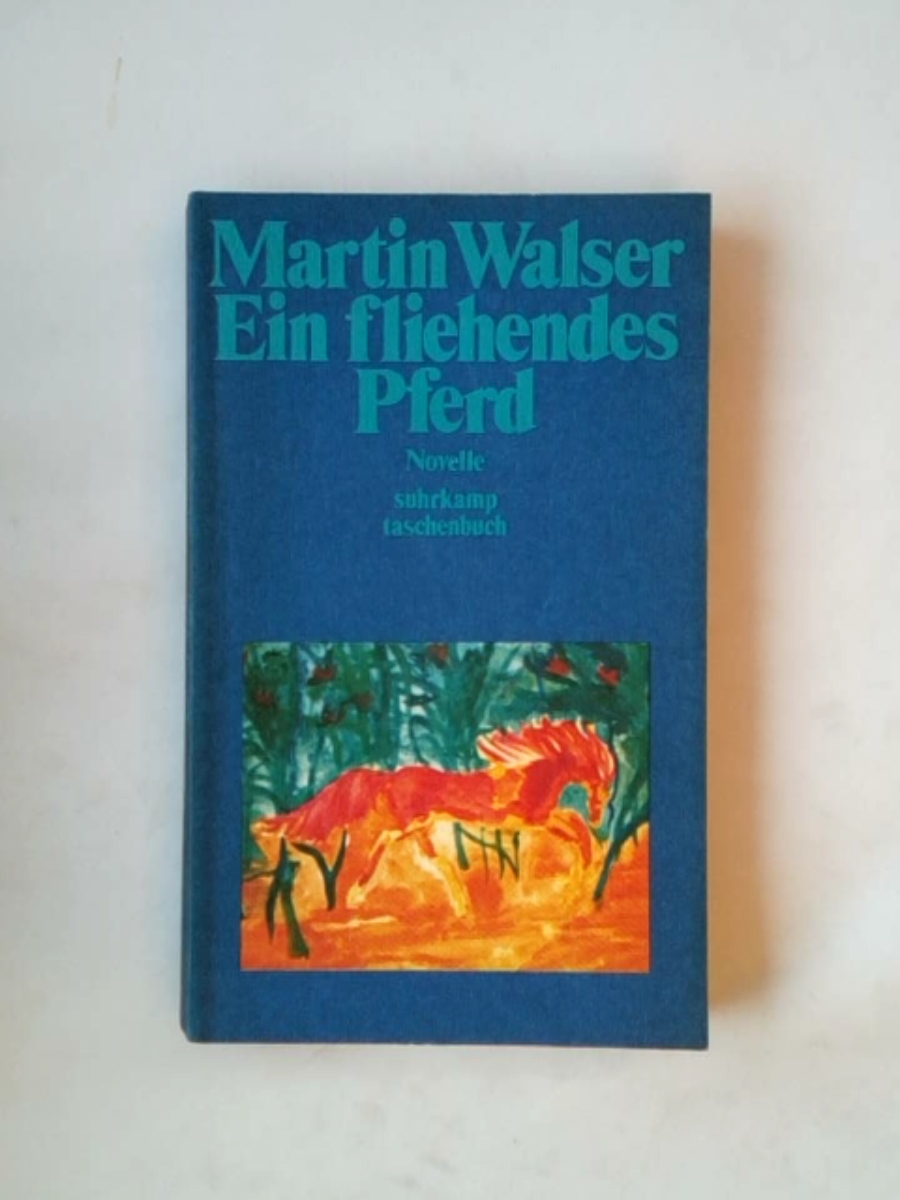 Martin Walser
Ein fliehendes
Pferd
Novelle
suhrkamp
taschenbuch